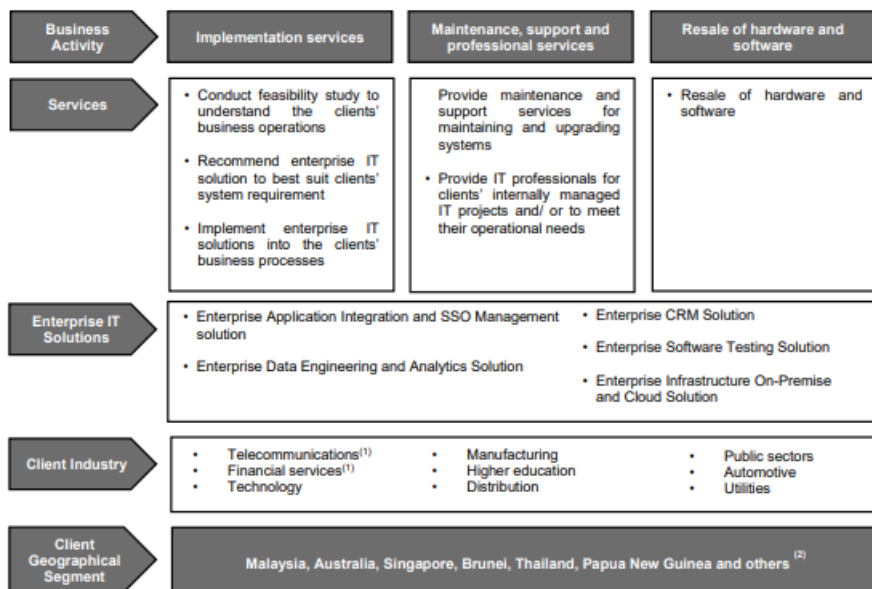 Business
Activity
Implementation services
Maintenance, support and
professional services
Resale of hardware and
software
Services
• Conduct feasibility study to
understand the clients'
business operations
• Recommend enterprise IT
solution to best suit clients'
system requirement
• Implement enterprise IT
solutions into the clients'
business processes
Provide maintenance and
support services for
maintaining and upgrading
systems
• Provide IT professionals for
clients' internally managed
IT projects and/ or to meet
their operational needs
• Resale of hardware and
software
Enterprise IT
Solutions
• Enterprise Application Integration and SSO Management
solution
• Enterprise Data Engineering and Analytics Solution
• Enterprise CRM Solution
• Enterprise Software Testing Solution
• Enterprise Infrastructure On-Premise
and Cloud Solution
Client Industry
• Telecommunications(1)
• Financial services(1)
• Technology
• Manufacturing
• Higher education
• Distribution
• Public sectors
• Automotive
• Utilities
Client
Geographical
Segment
Malaysia, Australia, Singapore, Brunei, Thailand, Papua New Guinea and others (2)